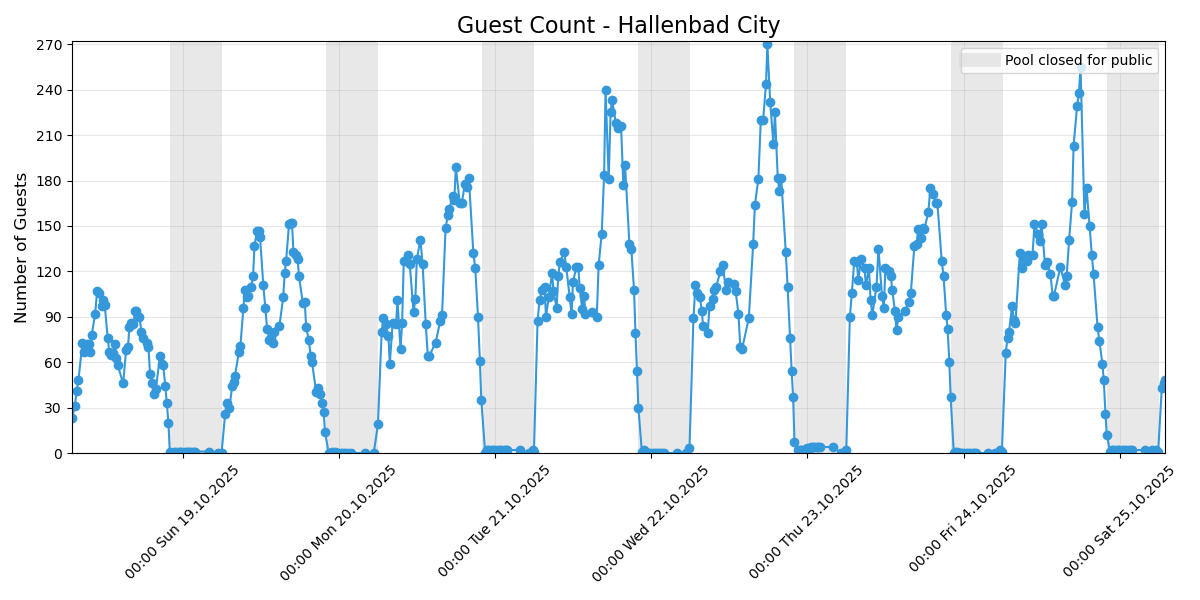 Guest Count - Hallenbad City
Number of Guests
270
240
210
180
150
120
90
60
30
0
Pool closed for public
00:00 Sun 19.10.2025
00:00 Mon 20.10.2025
00:00 Tue 21.10.2025
00:00 Wed 22.10.2025
00:00 Thu 23.10.2025
00:00 Fri 24.10.2025
00:00 Sat 25.10.2025